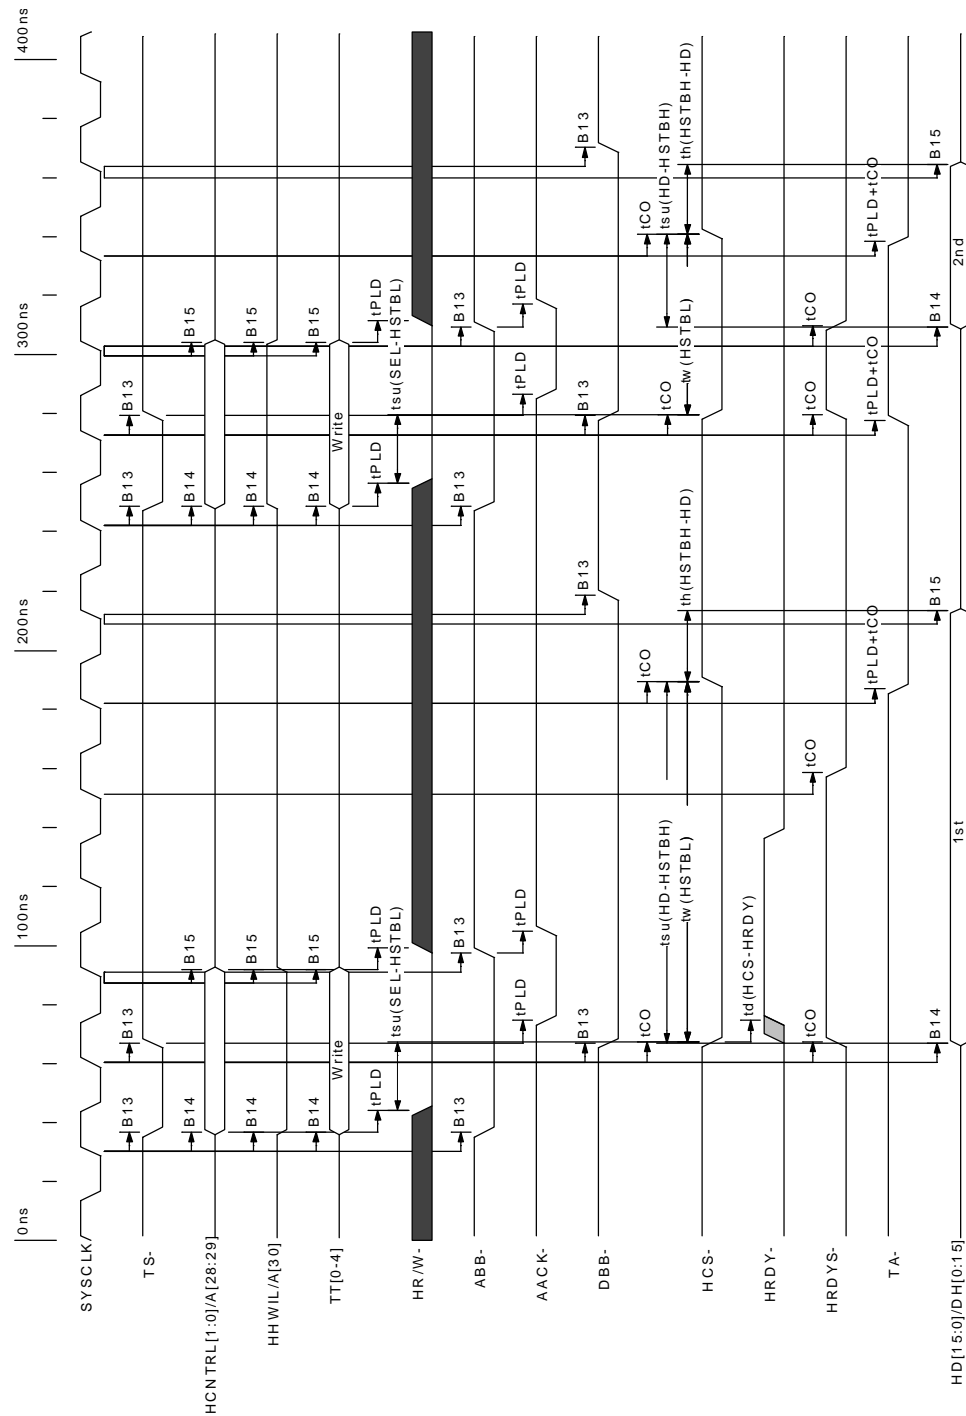 0ns 100ns 200ns 300ns 400ns
SYSCLK/
B13 B13 B13 B13
TS-
B14 B15 B14 B15
HCNTRL[1:0]/A[28:29]
B14 B15 B14 B15
HHWIL/A[30]
B14 B15 B14 B15
TT[0-4] Write Write
tPLD tPLD tPLD tPLD
tsu(SEL-HSTBL) tsu(SEL-HSTBL)
HR/W-
B13 B13 B13 B13
ABB-
tPLD tPLD tPLD tPLD
AACK-
B13 B13 B13 B13
DBB-
tCO tCO tCO
tsu(HD-HSTBH) tCO tsu(HD-HSTBH)
tw(HSTBL) th(HSTBH-HD) tw(HSTBL) th(HSTBH-HD)
HCS-
td(HCS-HRDY)
HRDY-
tCO tCO tCO tCO
HRDYS-
tPLD+tCO tPLD+tCO tPLD+tCO
TA-
B14 B15 B14 B15
HD[15:0]/DH[0:15] 1st 2nd